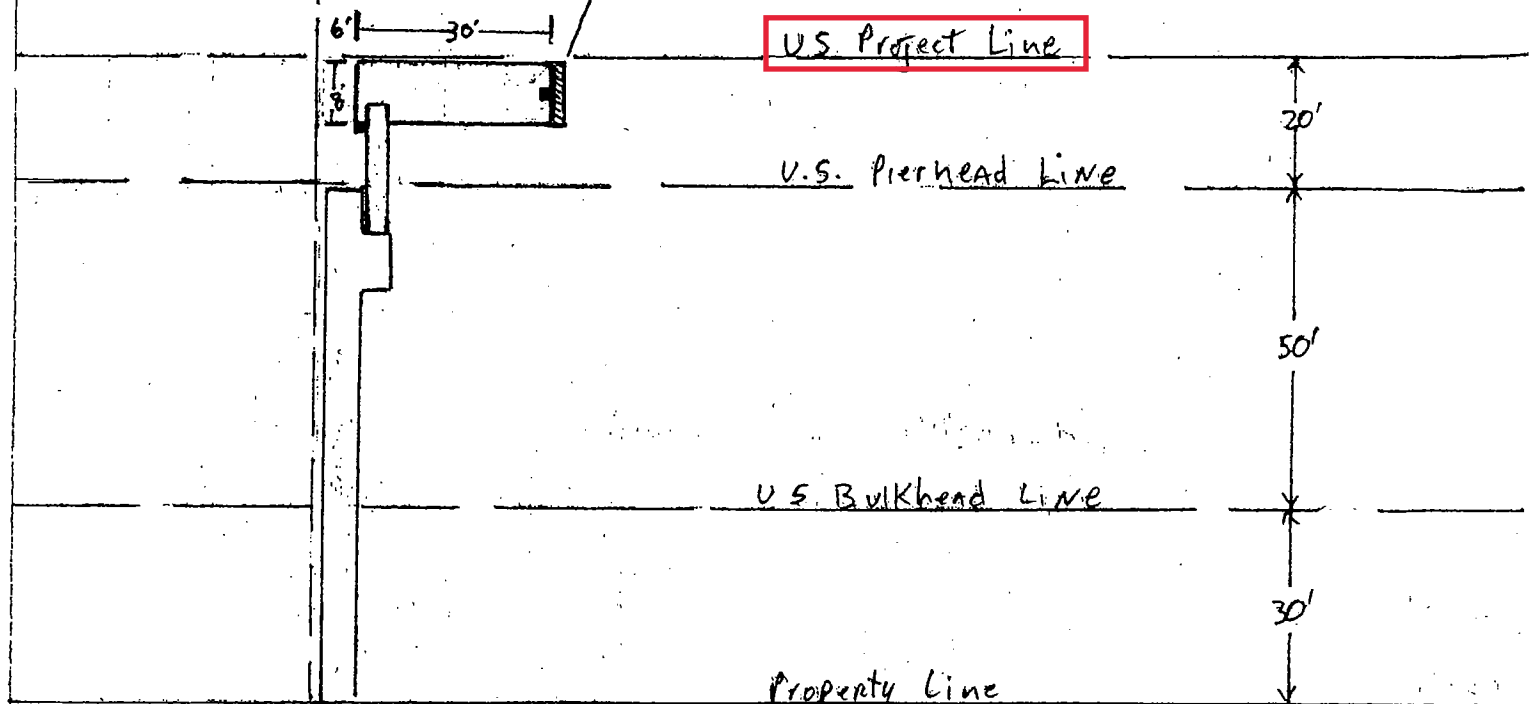 6' 30'
U.S. Project Line
8'
20'
U.S. Pierhead Line
50'
U.S. Bulkhead Line
30'
Property Line